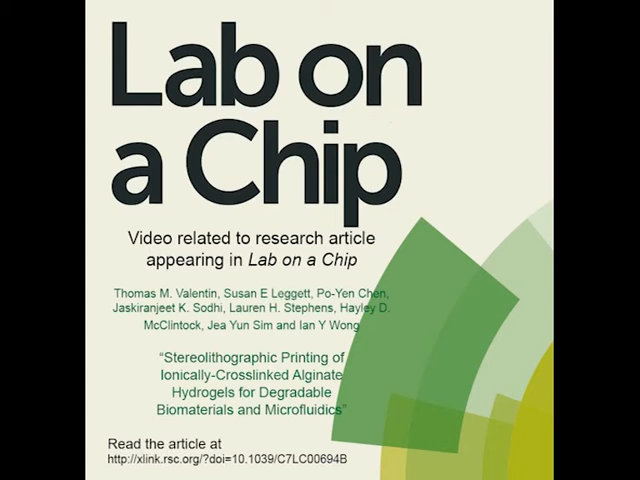 Lab on
a Chip
Video related to research article
appearing in Lab on a Chip
Thomas M. Valentin, Susan E Leggett, Po-Yen Chen,
Jaskiranjeet K. Sodhi, Lauren H. Stephens, Hayley D.
McClintock, Jea Yun Sim and Ian Y Wong
“Stereolithographic Printing of
Ionically-Crosslinked Alginate
Hydrogels for Degradable
Biomaterials and Microfluidics”
Read the article at
http://xlink.rsc.org/?doi=10.1039/C7LC00694B